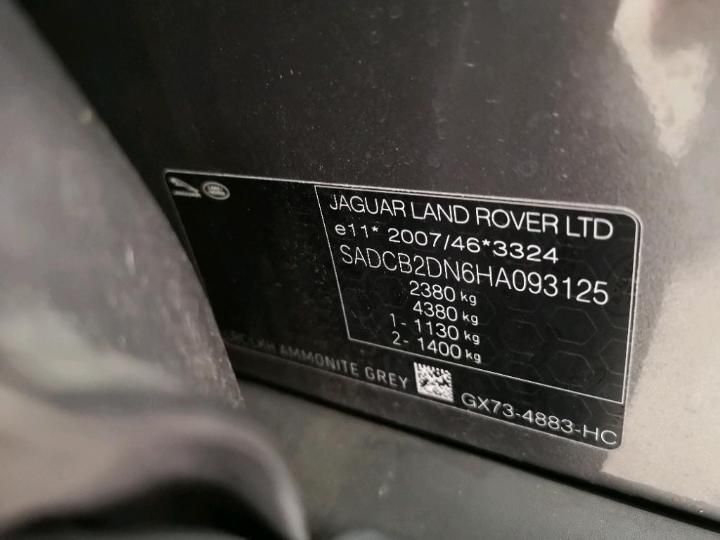 JAGUAR LAND ROVER LTD
e11* 2007/46*3324
SADCB2DN6HA093125
2380 kg
4380 kg
1- 1130 kg
2- 1400 kg
AMMONITE GREY
GX73-4883-HC